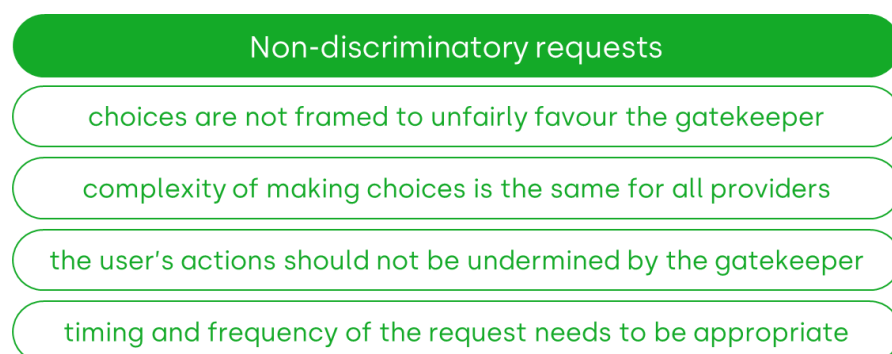 Non-discriminatory requests
choices are not framed to unfairly favour the gatekeeper
complexity of making choices is the same for all providers
the user's actions should not be undermined by the gatekeeper
timing and frequency of the request needs to be appropriate